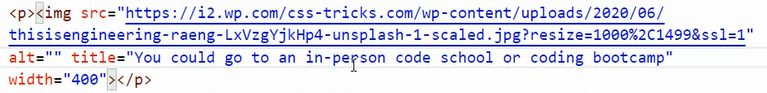 <p><img src="https://i2.wp.com/css-tricks.com/wp-content/uploads/2020/06/
thisisengineering-raeng-LxVzgYjkHp4-unsplash-1-scaled.jpg?resize=1000%2C1499&ssl=1"
alt="" title="You could go to an in-person code school or coding bootcamp"
width="400"></p>